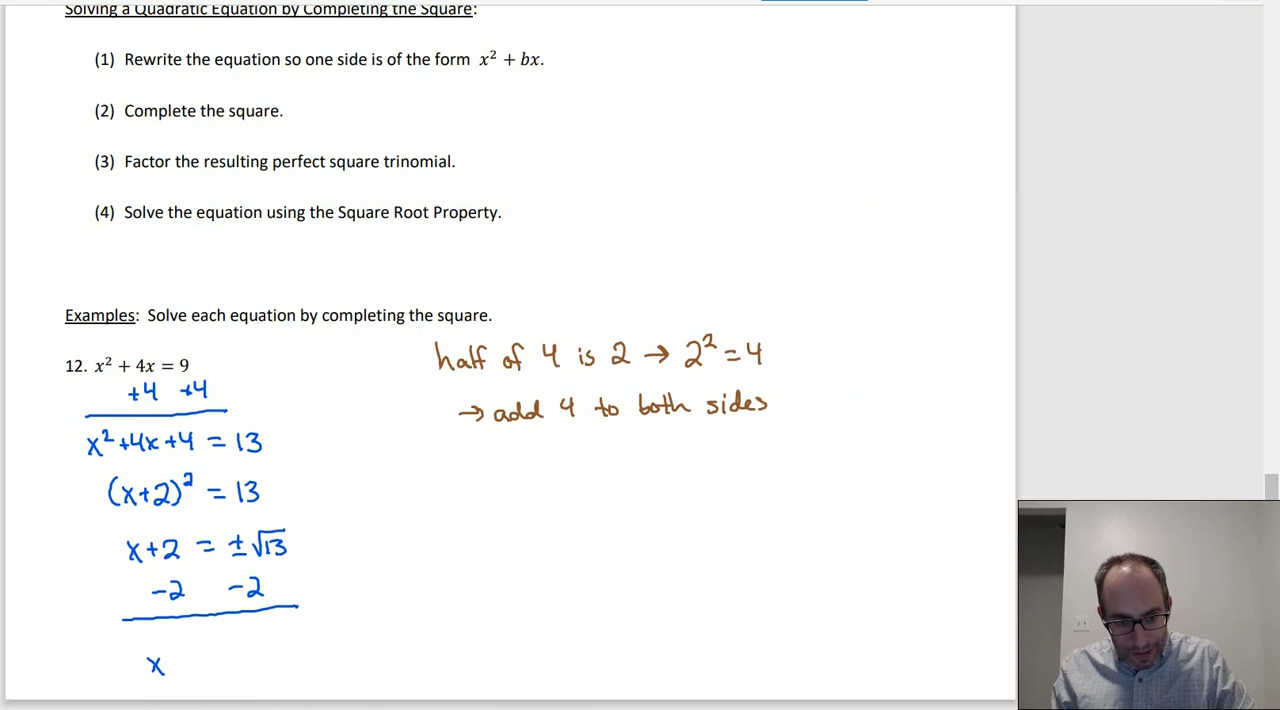 Solving a Quadratic Equation by Completing the Square:
(1) Rewrite the equation so one side is of the form x² + bx.
(2) Complete the square.
(3) Factor the resulting perfect square trinomial.
(4) Solve the equation using the Square Root Property.
Examples: Solve each equation by completing the square.
12. x² + 4x = 9
+4 +4
x²+4x+4 = 13
(x+2)² = 13
x+2 = ±√13
-2 -2
x
half of 4 is 2 → 2² = 4
→ add 4 to both sides